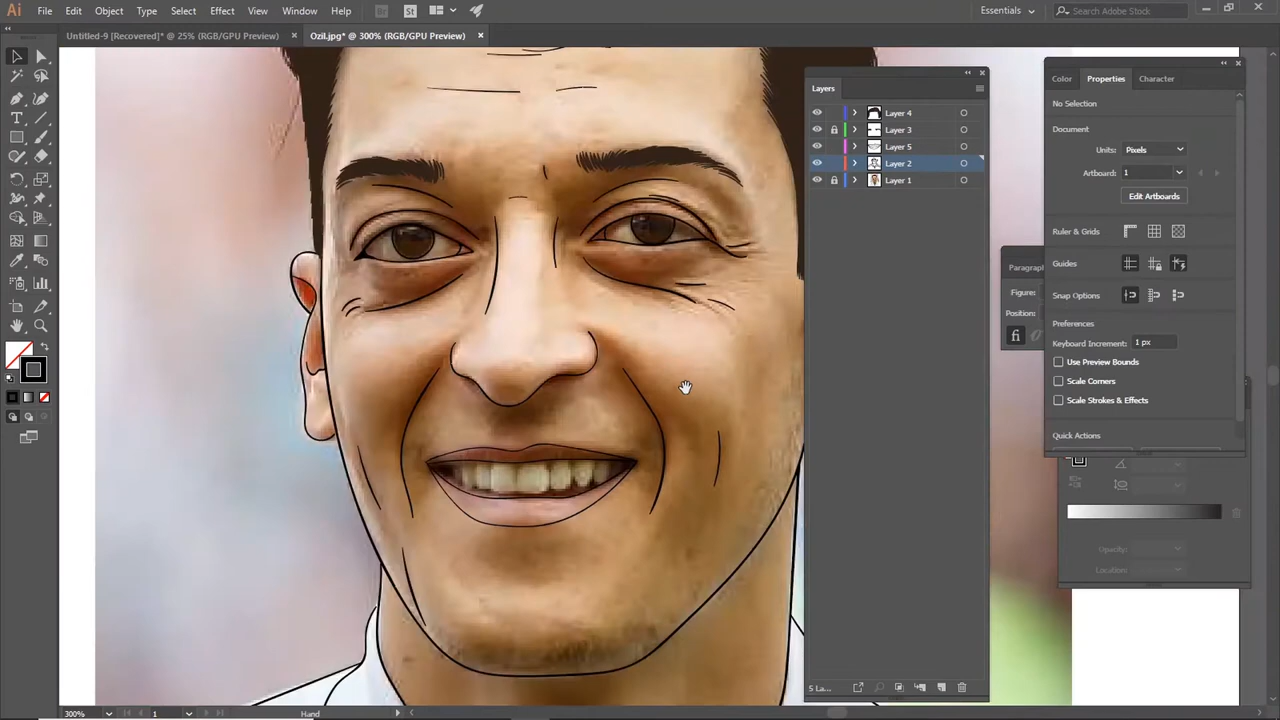 Ai File Edit Object Type Select Effect View Window Help Br St Essentials Search Adobe Stock
Untitled-9 [Recovered]* @ 25% (RGB/GPU Preview) × Ozil.jpg* @ 300% (RGB/GPU Preview) ×
Layers
Layer 4
Layer 3
Layer 5
Layer 2
Layer 1
5 La...
Color Properties Character
No Selection
Document
Units: Pixels
Artboard: 1
Edit Artboards
Ruler & Grids
Guides
Snap Options
Preferences
Keyboard Increment: 1 px
Use Preview Bounds
Scale Corners
Scale Strokes & Effects
Quick Actions
Paragraph
Figure:
Position:
fi
Opacity:
Location:
300% 1 Hand